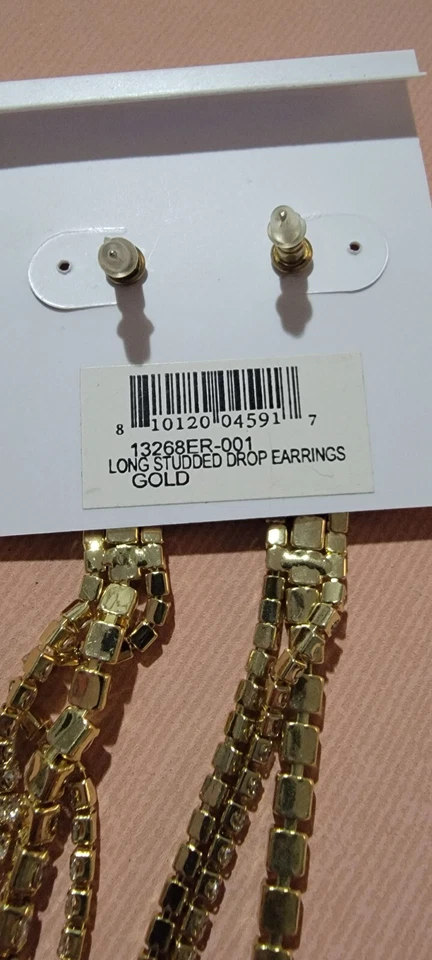 8 10120 04591 7
13268ER-001
LONG STUDDED DROP EARRINGS
GOLD